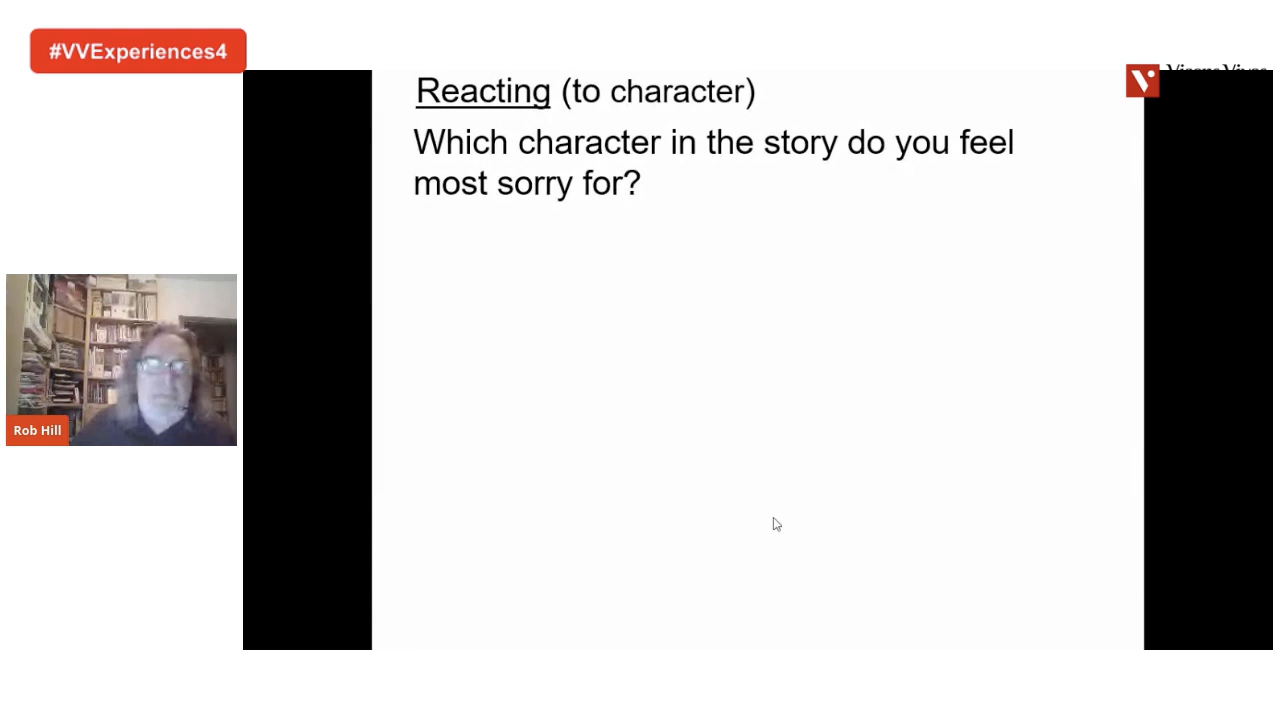 #VVExperiences4
Reacting (to character)
Which character in the story do you feel
most sorry for?
Rob Hill